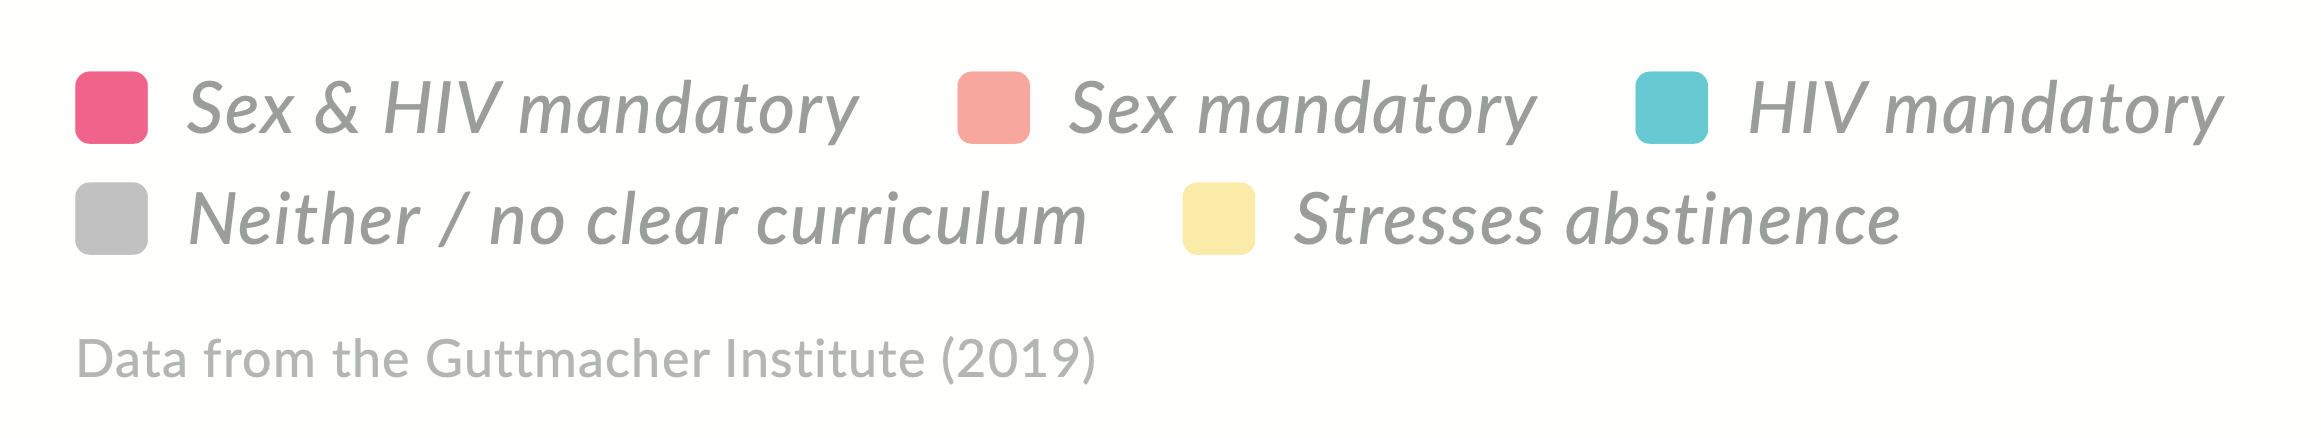 Sex & HIV mandatory Sex mandatory HIV mandatory
Neither / no clear curriculum Stresses abstinence
Data from the Guttmacher Institute (2019)